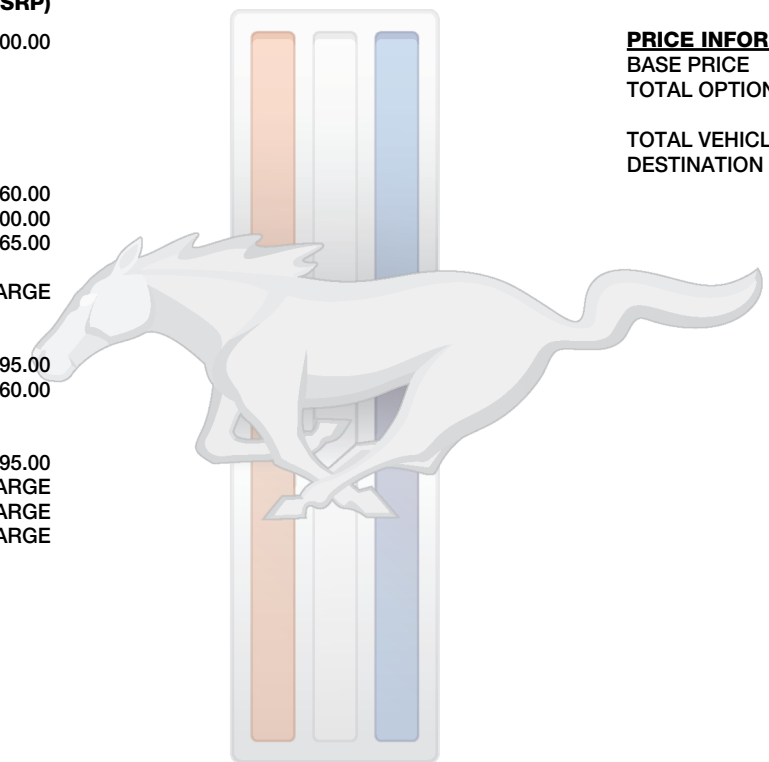 SRP)
00.00
60.00
00.00
65.00
ARGE
95.00
60.00
95.00
ARGE
ARGE
ARGE
PRICE INFOR
BASE PRICE
TOTAL OPTION
TOTAL VEHICL
DESTINATION